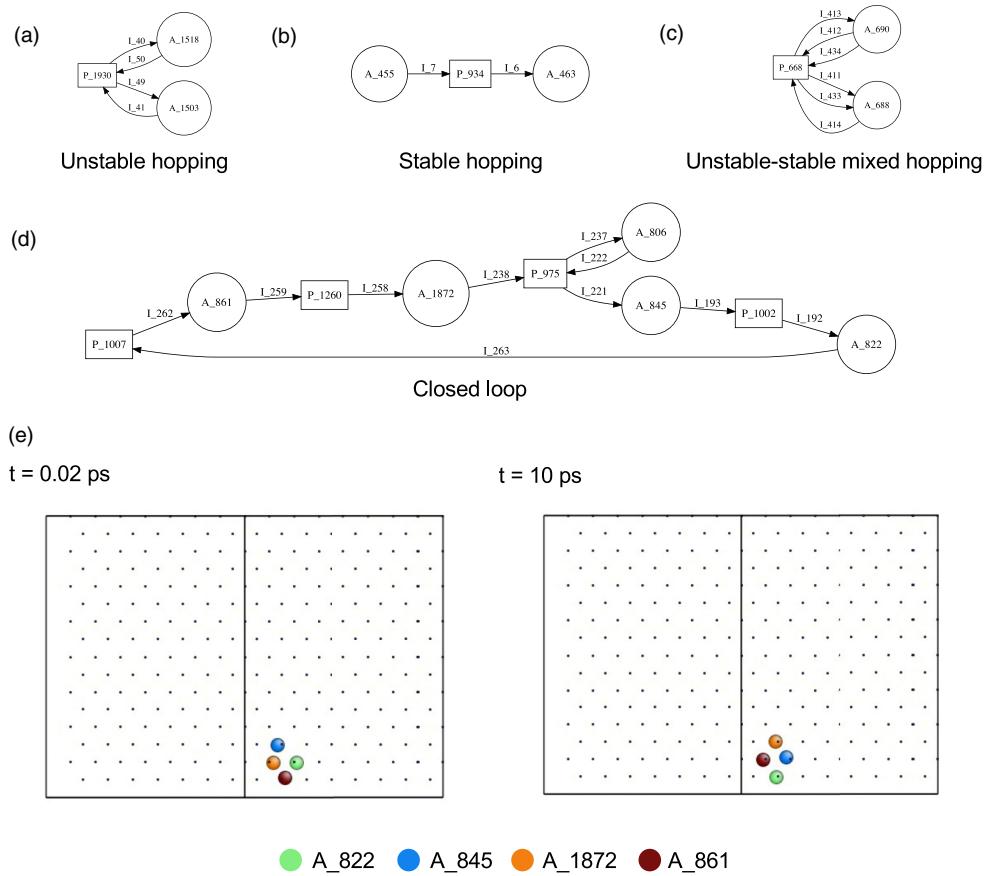 (a)
I_40
A_1518
I_50
P_1930
I_49
I_41
A_1503
Unstable hopping
(b)
A_455
I_7
P_934
I_6
A_463
Stable hopping
(c)
I_413
I_412
A_690
I_434
P_668
I_411
I_433
A_688
I_414
Unstable-stable mixed hopping
(d)
P_1007
I_262
A_861
I_259
P_1260
I_258
A_1872
I_238
P_975
I_237
A_806
I_222
I_221
A_845
I_193
P_1002
I_192
A_822
I_263
Closed loop
(e)
t = 0.02 ps
t = 10 ps
A_822 A_845 A_1872 A_861